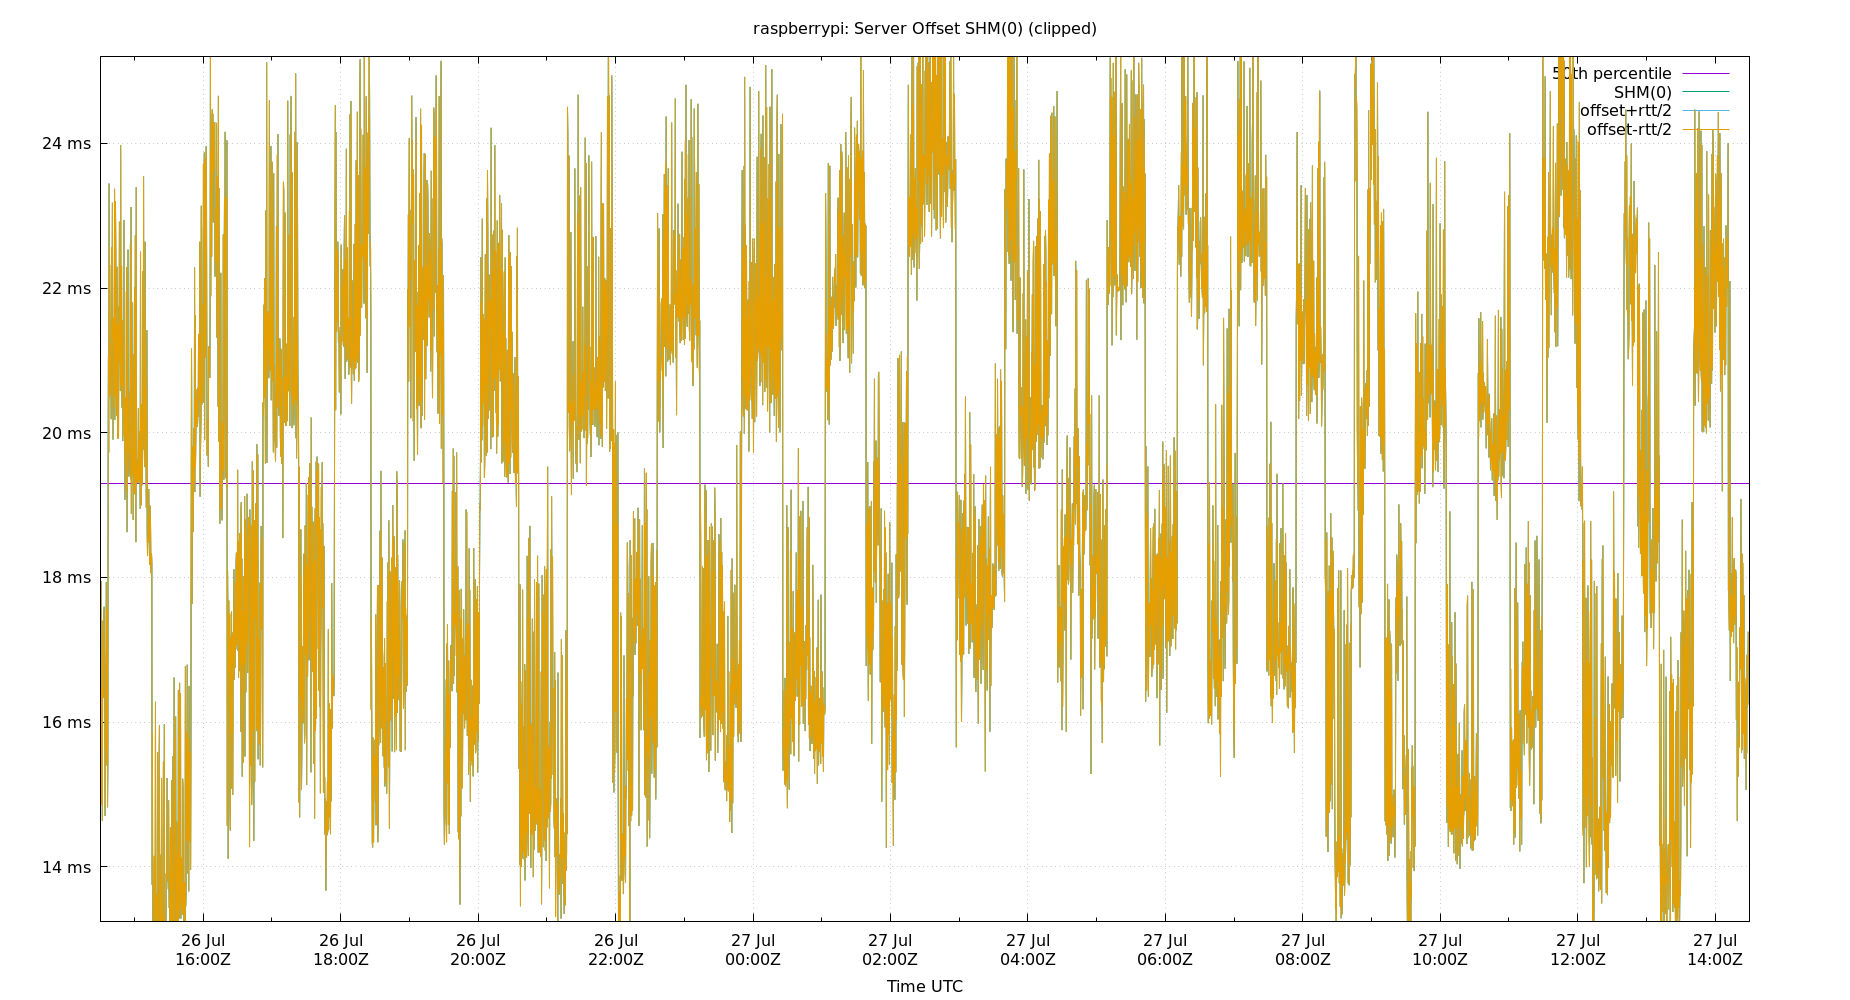 raspberrypi: Server Offset SHM(0) (clipped)
50th percentile
SHM(0)
offset+rtt/2
offset-rtt/2
24 ms
22 ms
20 ms
18 ms
16 ms
14 ms
26 Jul 26 Jul 26 Jul 26 Jul 27 Jul 27 Jul 27 Jul 27 Jul 27 Jul 27 Jul 27 Jul 27 Jul
16:00Z 18:00Z 20:00Z 22:00Z 00:00Z 02:00Z 04:00Z 06:00Z 08:00Z 10:00Z 12:00Z 14:00Z
Time UTC